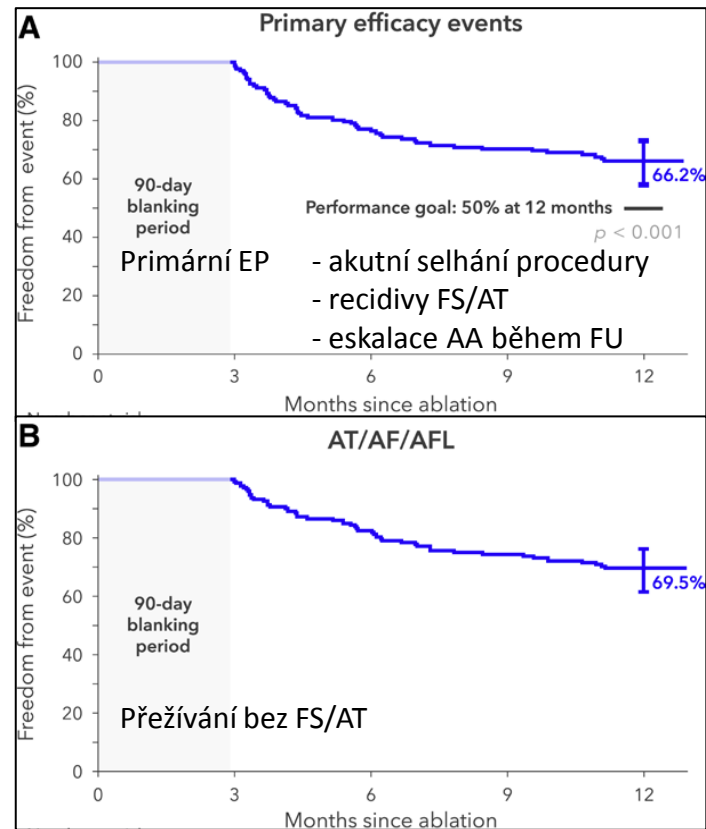 A
Primary efficacy events
Freedom from event (%)
100
80
60
40
20
0
90-day
blanking
period
66.2%
Performance goal: 50% at 12 months
p < 0.001
Primární EP
- akutní selhání procedury
- recidivy FS/AT
- eskalace AA během FU
0
3
6
9
12
Months since ablation
B
AT/AF/AFL
Freedom from event (%)
100
80
60
40
20
0
90-day
blanking
period
69.5%
Přežívání bez FS/AT
0
3
6
9
12
Months since ablation